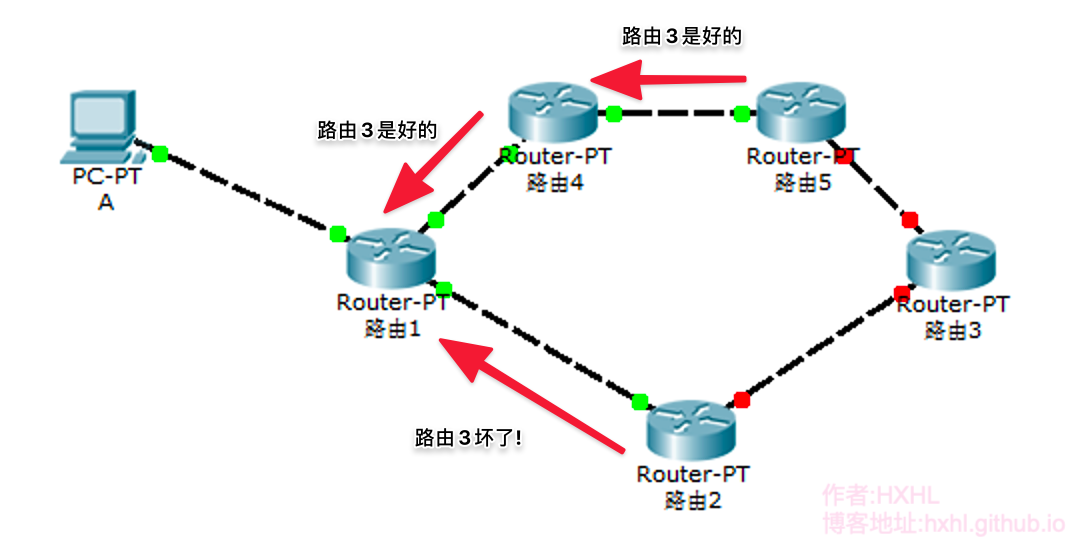 路由3是好的
路由3是好的
Router-PT
路由4
Router-PT
路由5
PC-PT
A
Router-PT
路由1
Router-PT
路由3
路由3坏了!
Router-PT
路由2
作者:HXHL
博客地址:hxhl.github.io